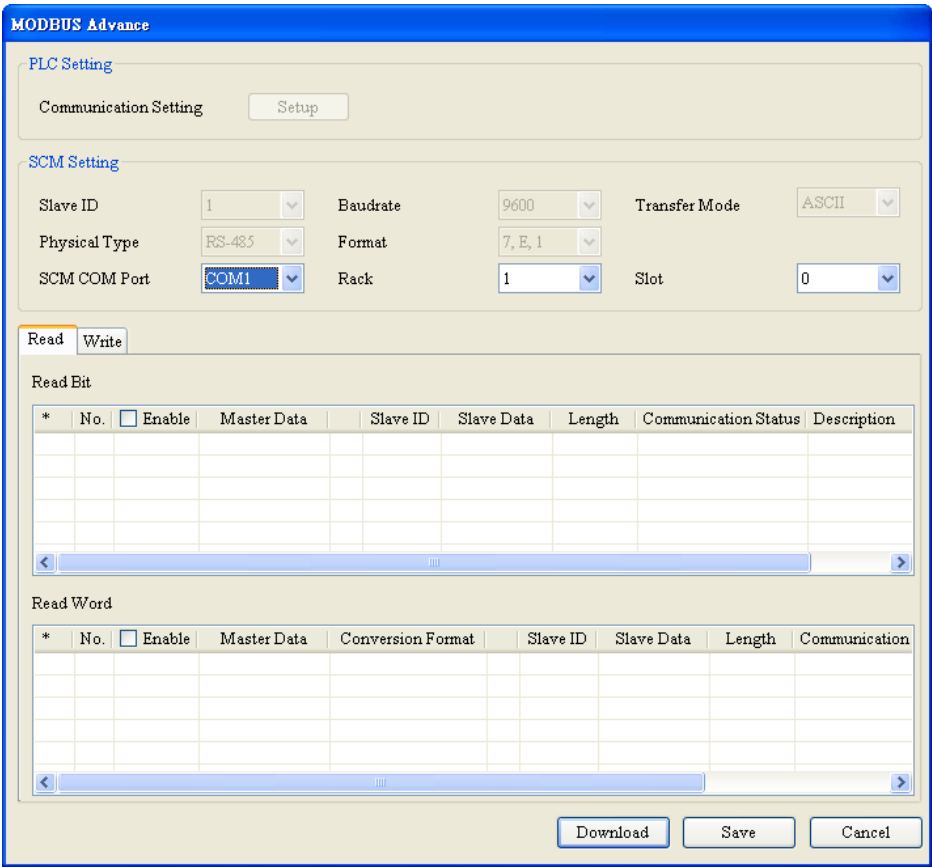 MODBUS Advance
PLC Setting
Communication Setting Setup
SCM Setting
Slave ID 1 Baudrate 9600 Transfer Mode ASCII
Physical Type RS-485 Format 7, E, 1
SCM COM Port COM1 Rack 1 Slot 0
Read Write
Read Bit
* No. Enable Master Data Slave ID Slave Data Length Communication Status Description
Read Word
* No. Enable Master Data Conversion Format Slave ID Slave Data Length Communication
Download Save Cancel